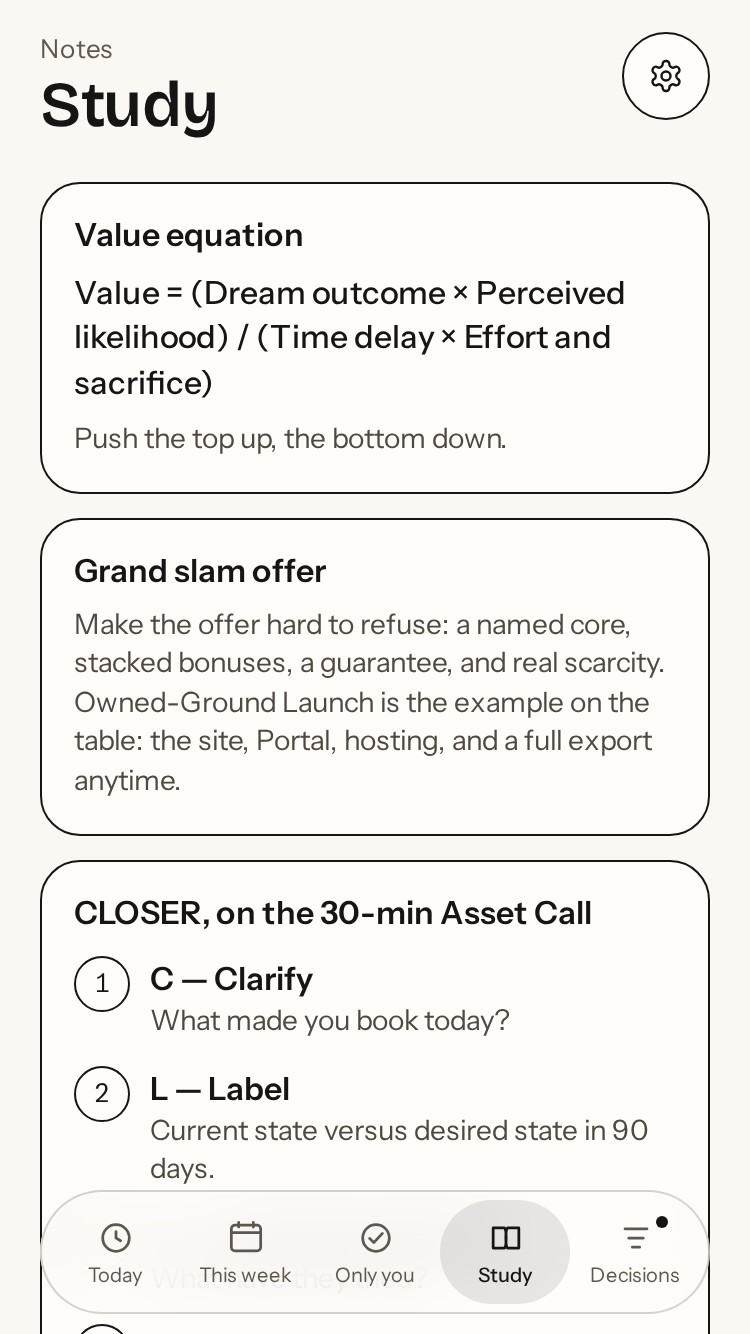 Notes
Study
Value equation
Value = (Dream outcome × Perceived
likelihood) / (Time delay × Effort and
sacrifice)
Push the top up, the bottom down.
Grand slam offer
Make the offer hard to refuse: a named core,
stacked bonuses, a guarantee, and real scarcity.
Owned-Ground Launch is the example on the
table: the site, Portal, hosting, and a full export
anytime.
CLOSER, on the 30-min Asset Call
1
C — Clarify
What made you book today?
2
L — Label
Current state versus desired state in 90
days.
What have they
Today
This week
Only you
Study
Decisions